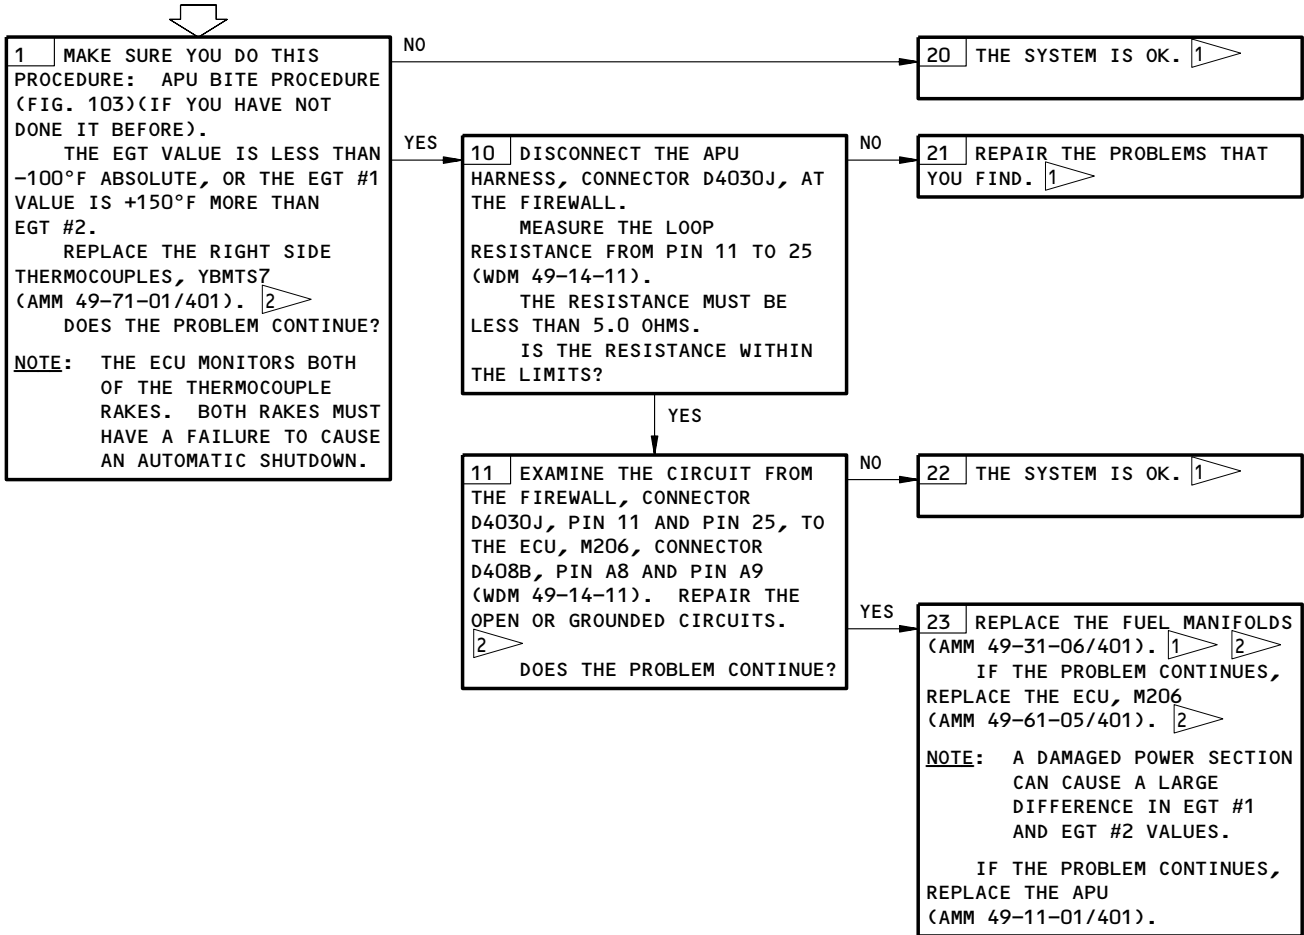 1 MAKE SURE YOU DO THIS
PROCEDURE: APU BITE PROCEDURE
(FIG. 103)(IF YOU HAVE NOT
DONE IT BEFORE).
THE EGT VALUE IS LESS THAN
-100°F ABSOLUTE, OR THE EGT #1
VALUE IS +150°F MORE THAN
EGT #2.
REPLACE THE RIGHT SIDE
THERMOCOUPLES, YBMTS7
(AMM 49-71-01/401). 2
DOES THE PROBLEM CONTINUE?
NOTE: THE ECU MONITORS BOTH
OF THE THERMOCOUPLE
RAKES. BOTH RAKES MUST
HAVE A FAILURE TO CAUSE
AN AUTOMATIC SHUTDOWN.
NO
20 THE SYSTEM IS OK. 1
YES
10 DISCONNECT THE APU
HARNESS, CONNECTOR D4030J, AT
THE FIREWALL.
MEASURE THE LOOP
RESISTANCE FROM PIN 11 TO 25
(WDM 49-14-11).
THE RESISTANCE MUST BE
LESS THAN 5.0 OHMS.
IS THE RESISTANCE WITHIN
THE LIMITS?
NO
21 REPAIR THE PROBLEMS THAT
YOU FIND. 1
YES
11 EXAMINE THE CIRCUIT FROM
THE FIREWALL, CONNECTOR
D4030J, PIN 11 AND PIN 25, TO
THE ECU, M206, CONNECTOR
D408B, PIN A8 AND PIN A9
(WDM 49-14-11). REPAIR THE
OPEN OR GROUNDED CIRCUITS.
2
DOES THE PROBLEM CONTINUE?
NO
22 THE SYSTEM IS OK. 1
YES
23 REPLACE THE FUEL MANIFOLDS
(AMM 49-31-06/401). 1 2
IF THE PROBLEM CONTINUES,
REPLACE THE ECU, M206
(AMM 49-61-05/401). 2
NOTE: A DAMAGED POWER SECTION
CAN CAUSE A LARGE
DIFFERENCE IN EGT #1
AND EGT #2 VALUES.
IF THE PROBLEM CONTINUES,
REPLACE THE APU
(AMM 49-11-01/401).